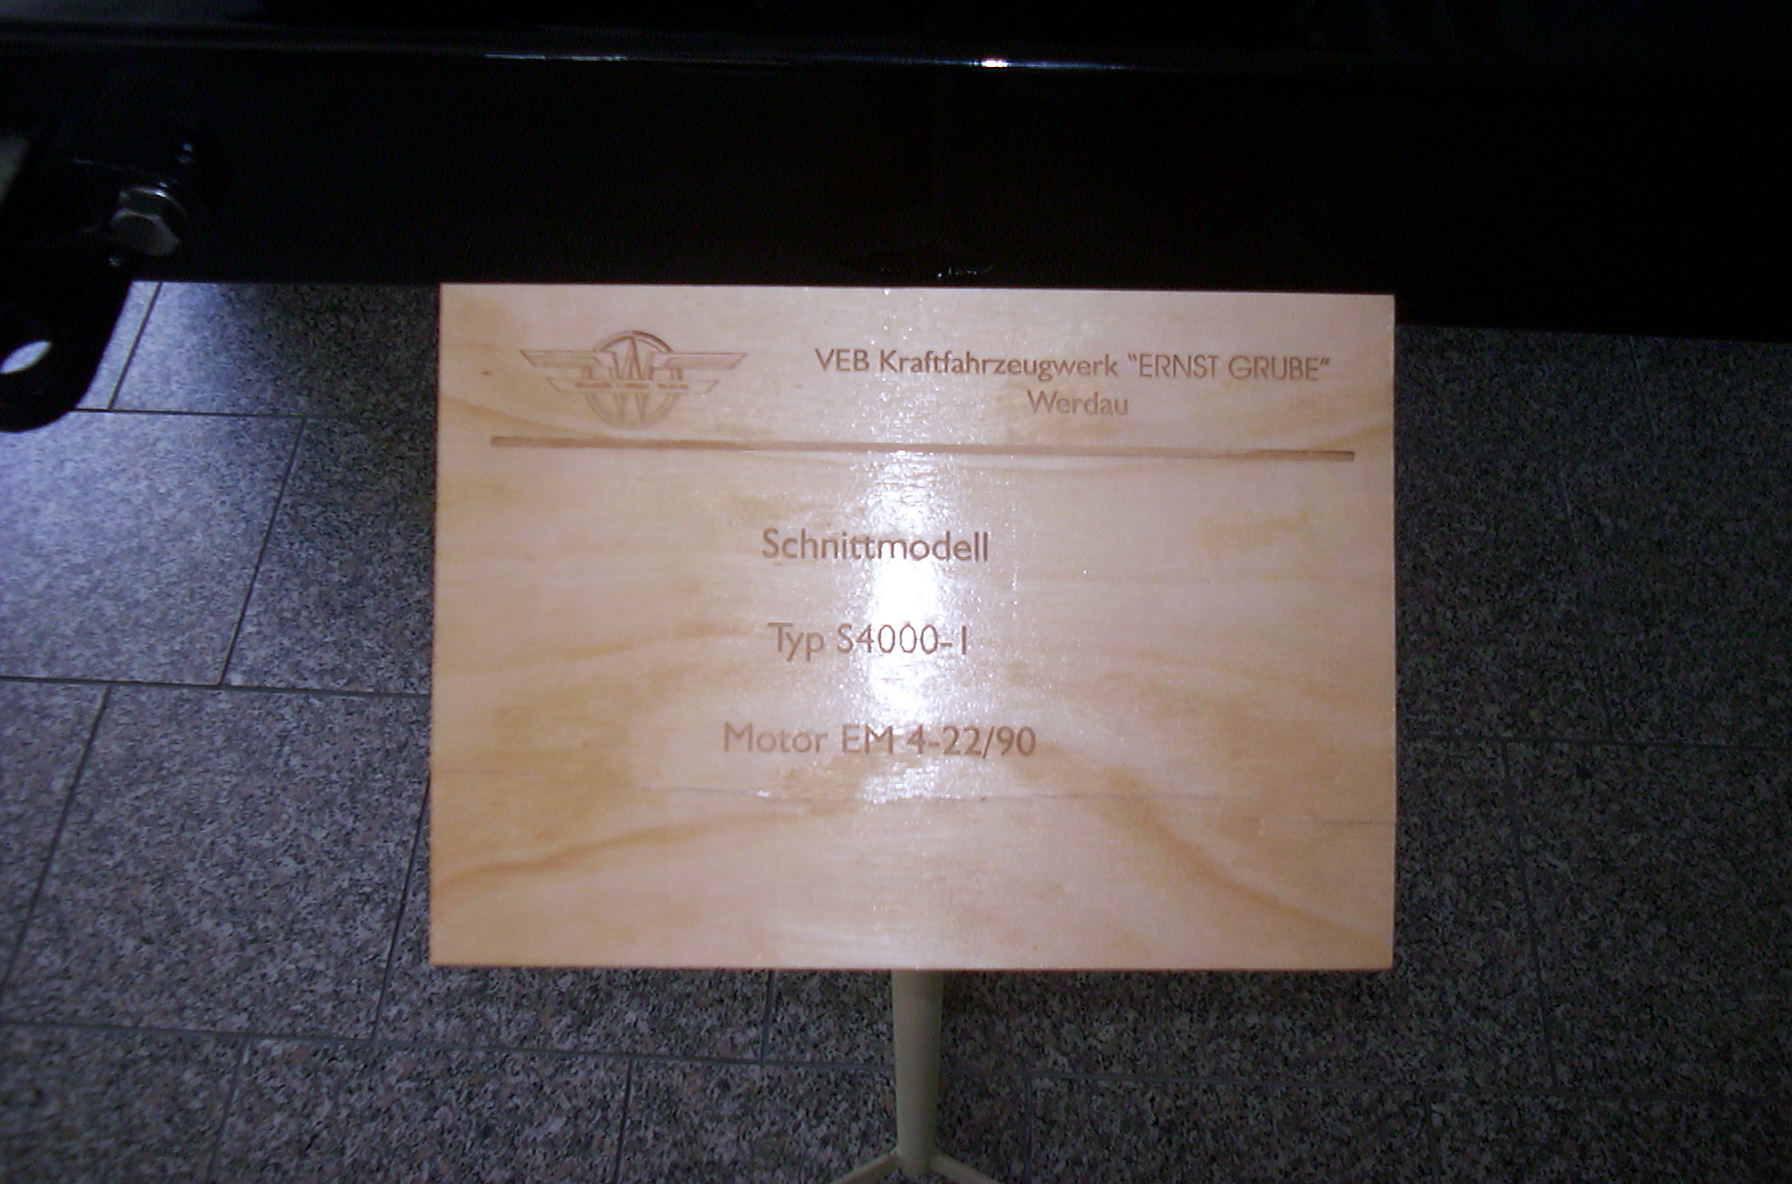 W
VEB Kraftfahrzeugwerk "ERNST GRUBE"
Werdau
Schnittmodell
Typ S4000-1
Motor EM 4-22/90